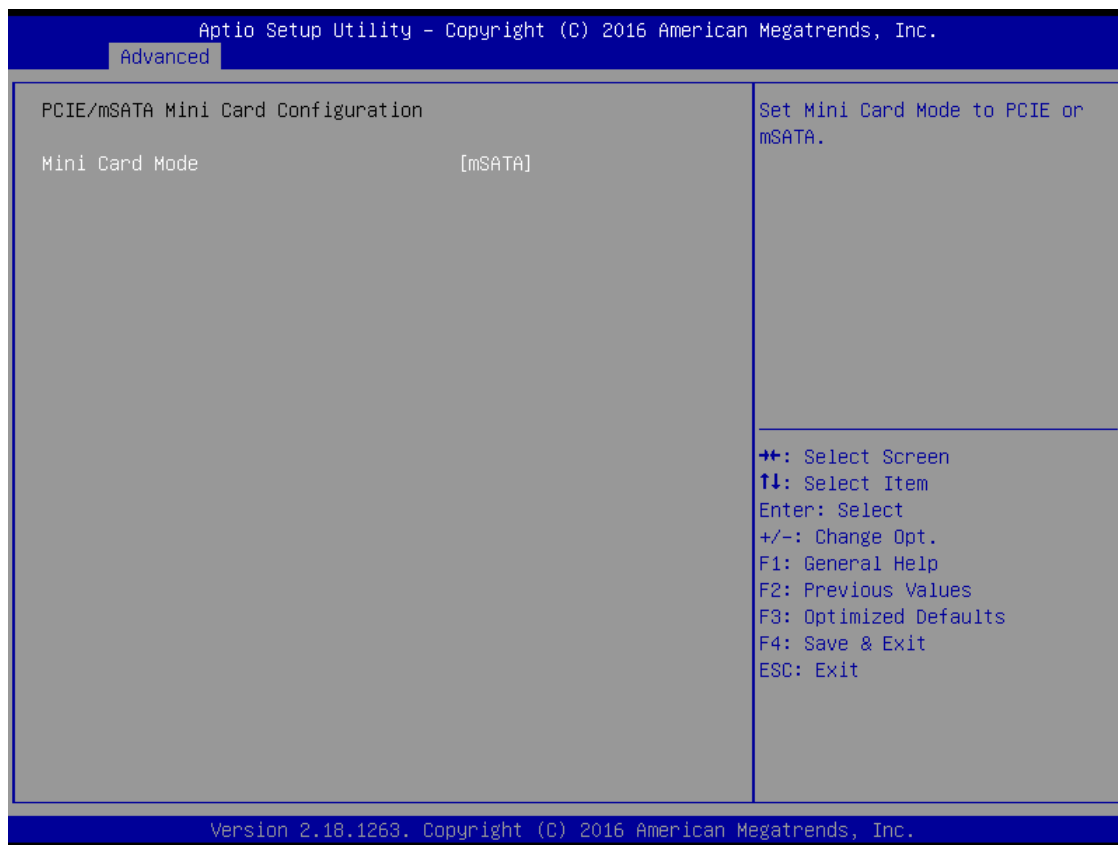 Aptio Setup Utility – Copyright (C) 2016 American Megatrends, Inc.
Advanced
PCIE/mSATA Mini Card Configuration
Mini Card Mode [mSATA]
Set Mini Card Mode to PCIE or
mSATA.
→←: Select Screen
↑↓: Select Item
Enter: Select
+/-: Change Opt.
F1: General Help
F2: Previous Values
F3: Optimized Defaults
F4: Save & Exit
ESC: Exit
Version 2.18.1263. Copyright (C) 2016 American Megatrends, Inc.